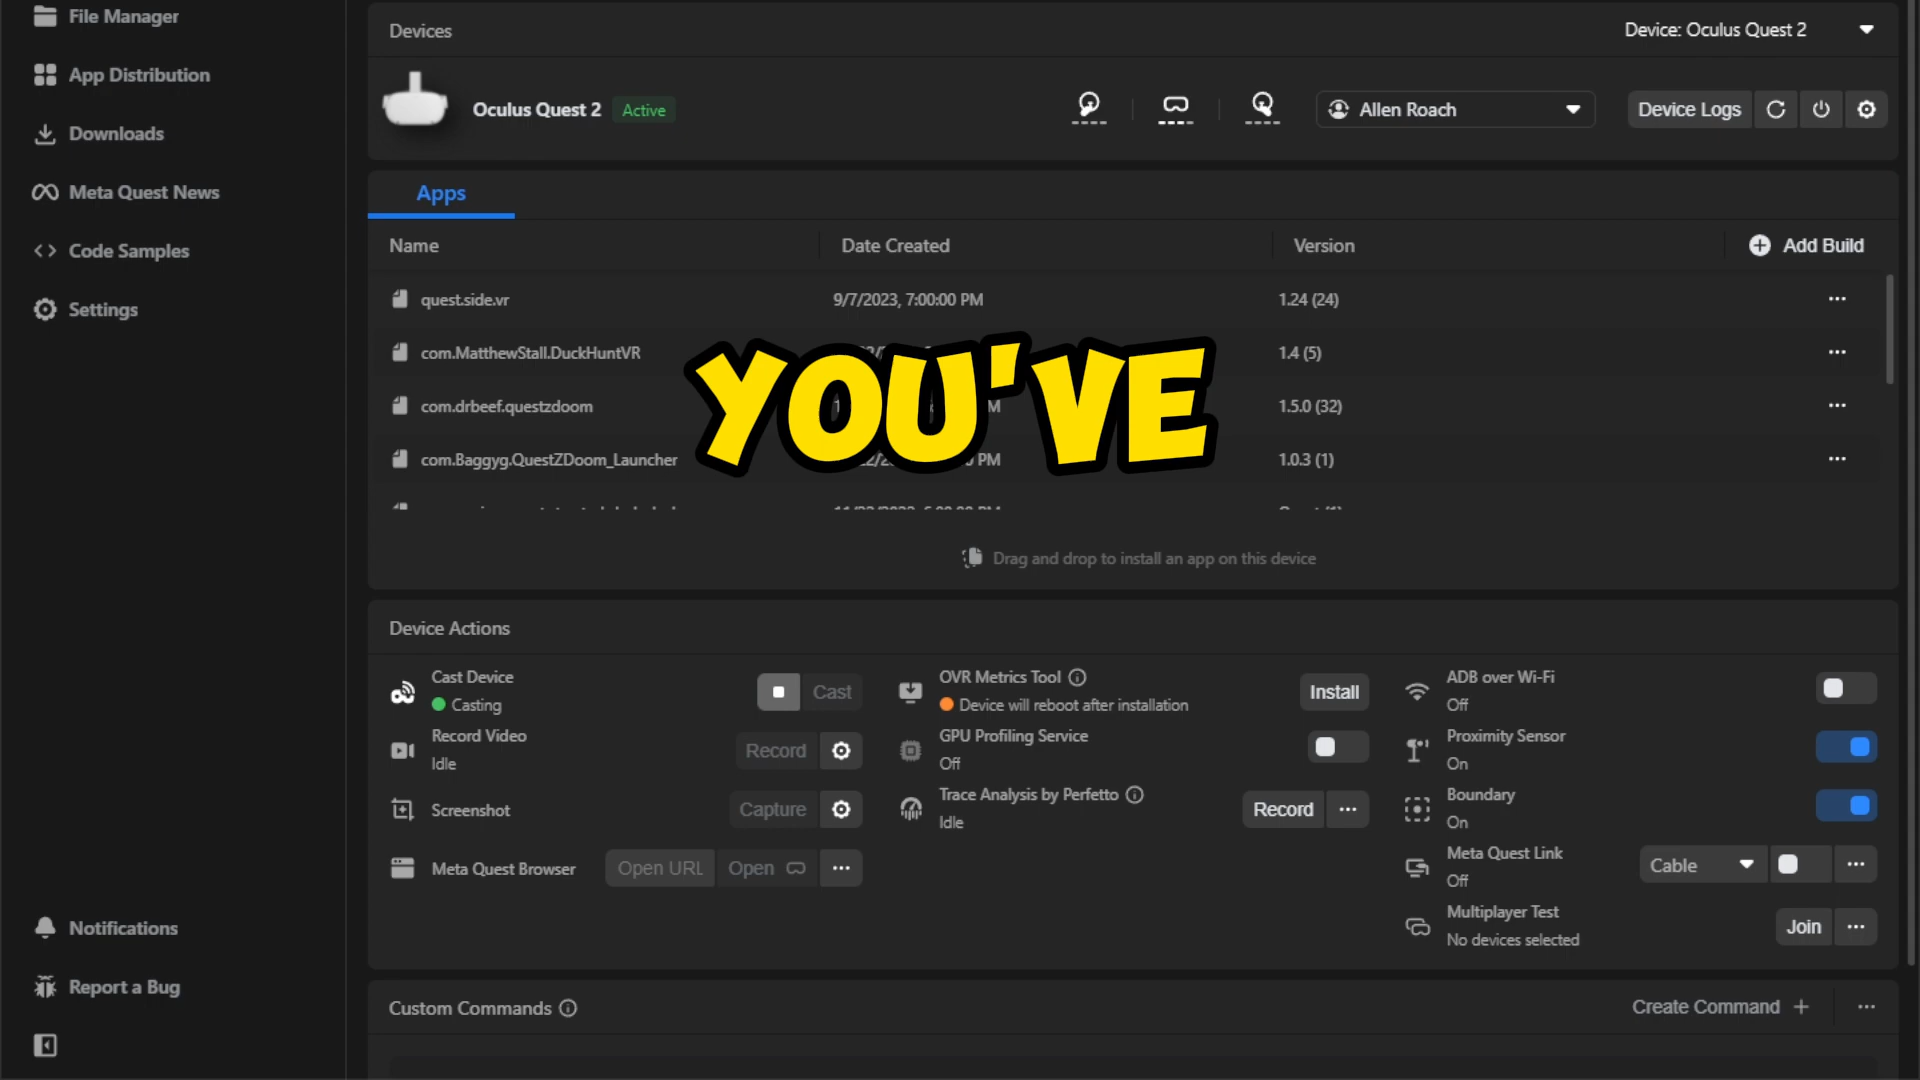 File Manager
App Distribution
Downloads
Meta Quest News
Code Samples
Settings
Notifications
Report a Bug
Devices
Device: Oculus Quest 2
Oculus Quest 2 Active
Allen Roach
Device Logs
Apps
Name Date Created Version Add Build
quest.side.vr 9/7/2023, 7:00:00 PM 1.24 (24)
com.MatthewStall.DuckHuntVR 1.4 (5)
com.drbeef.questzdoom 1.5.0 (32)
YOU'VE
com.Baggyg.QuestZDoom_Launcher PM 1.0.3 (1)
Drag and drop to install an app on this device
Device Actions
Cast Device
Casting
Cast
Record Video
Idle
Record
Screenshot
Capture
Meta Quest Browser
Open URL
Open
OVR Metrics Tool
Device will reboot after installation
Install
GPU Profiling Service
Off
Trace Analysis by Perfetto
Idle
Record
ADB over Wi-Fi
Off
Proximity Sensor
On
Boundary
On
Meta Quest Link
Off
Cable
Multiplayer Test
No devices selected
Join
Custom Commands
Create Command +